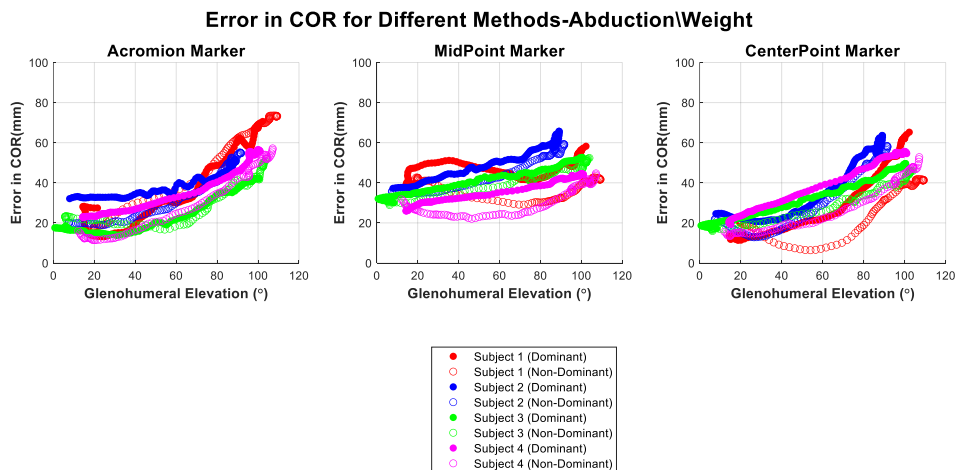 Error in COR for Different Methods-Abduction\Weight
Acromion Marker
MidPoint Marker
CenterPoint Marker
Error in COR(mm)
100
80
60
40
20
0
0 20 40 60 80 100 120
Glenohumeral Elevation (°)
Error in COR(mm)
100
80
60
40
20
0
0 20 40 60 80 100 120
Glenohumeral Elevation (°)
Error in COR(mm)
100
80
60
40
20
0
0 20 40 60 80 100 120
Glenohumeral Elevation (°)
Subject 1 (Dominant)
Subject 1 (Non-Dominant)
Subject 2 (Dominant)
Subject 2 (Non-Dominant)
Subject 3 (Dominant)
Subject 3 (Non-Dominant)
Subject 4 (Dominant)
Subject 4 (Non-Dominant)